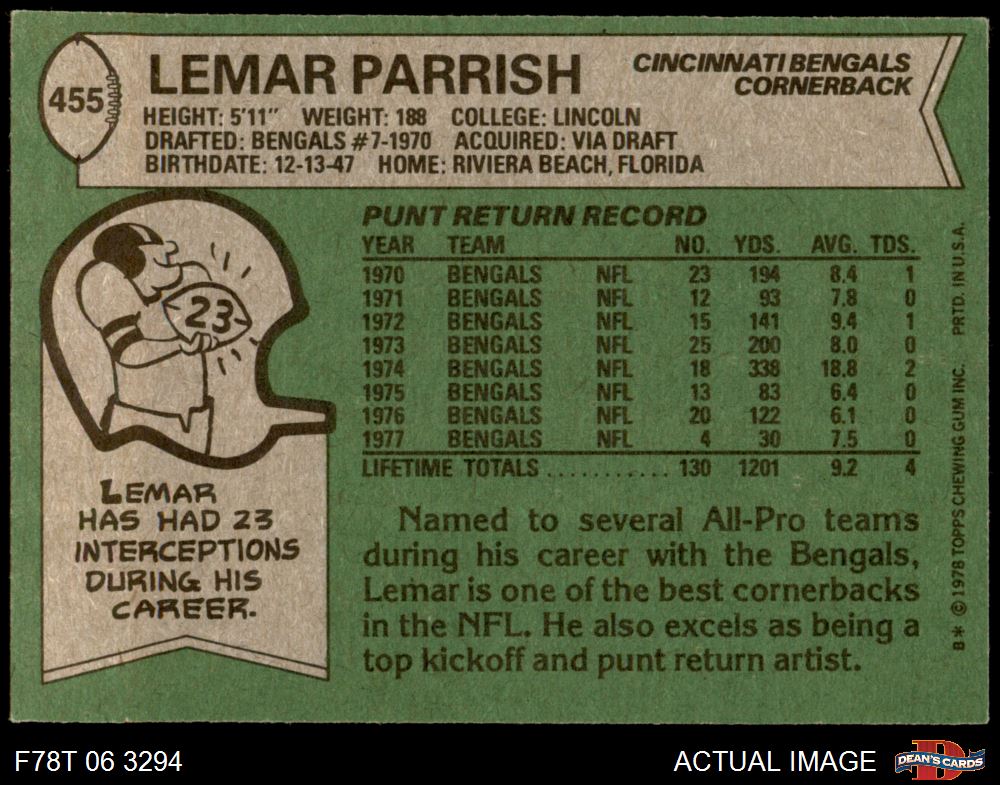 455
LEMAR PARRISH
CINCINNATI BENGALS
CORNERBACK
HEIGHT: 5'11" WEIGHT: 188 COLLEGE: LINCOLN
DRAFTED: BENGALS #7-1970 ACQUIRED: VIA DRAFT
BIRTHDATE: 12-13-47 HOME: RIVIERA BEACH, FLORIDA
23
LEMAR
HAS HAD 23
INTERCEPTIONS
DURING HIS
CAREER.
PUNT RETURN RECORD
YEAR TEAM NO. YDS. AVG. TDS.
1970 BENGALS NFL 23 194 8.4 1
1971 BENGALS NFL 12 93 7.8 0
1972 BENGALS NFL 15 141 9.4 1
1973 BENGALS NFL 25 200 8.0 0
1974 BENGALS NFL 18 338 18.8 2
1975 BENGALS NFL 13 83 6.4 0
1976 BENGALS NFL 20 122 6.1 0
1977 BENGALS NFL 4 30 7.5 0
LIFETIME TOTALS ........... 130 1201 9.2 4
Named to several All-Pro teams
during his career with the Bengals,
Lemar is one of the best cornerbacks
in the NFL. He also excels as being a
top kickoff and punt return artist.
B* © 1978 TOPPS CHEWING GUM INC. PRTD. IN U.S.A.
F78T 06 3294
ACTUAL IMAGE
D
DEAN'S CARDS